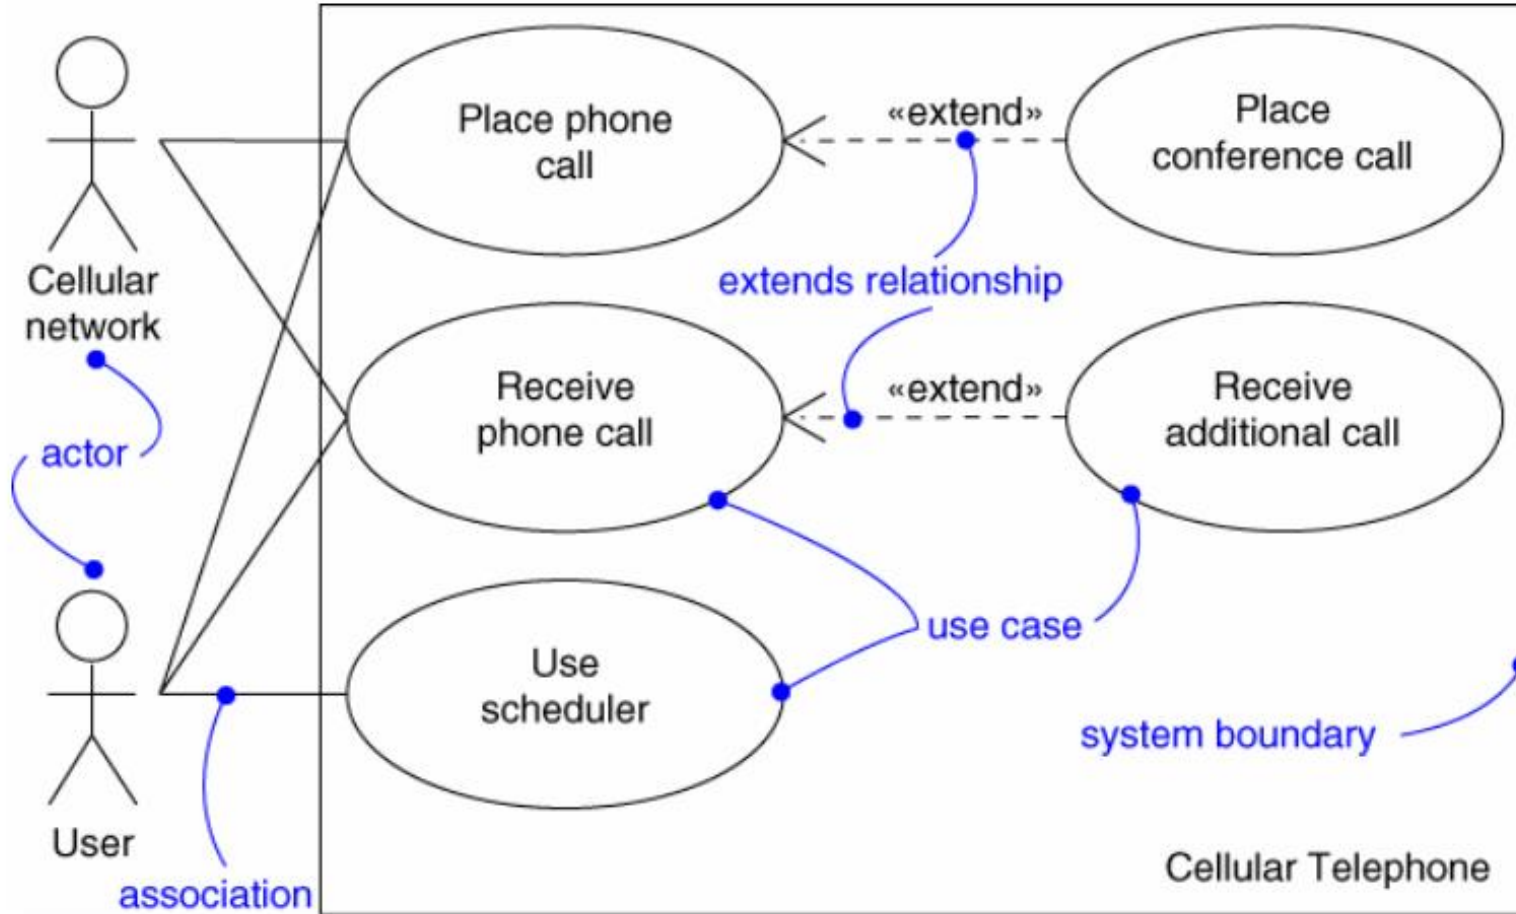 Place phone
call
«extend»
Place
conference call
Cellular
network
extends relationship
Receive
phone call
«extend»
Receive
additional call
actor
use case
Use
scheduler
system boundary
User
association
Cellular Telephone